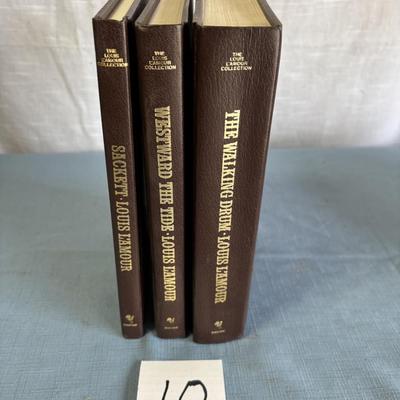 THE
LOUIS
L'AMOUR
COLLECTION
SACKETT · LOUIS L'AMOUR
THE
LOUIS
L'AMOUR
COLLECTION
WESTWARD THE TIDE · LOUIS L'AMOUR
THE
LOUIS
L'AMOUR
COLLECTION
THE WALKING DRUM · LOUIS L'AMOUR
10